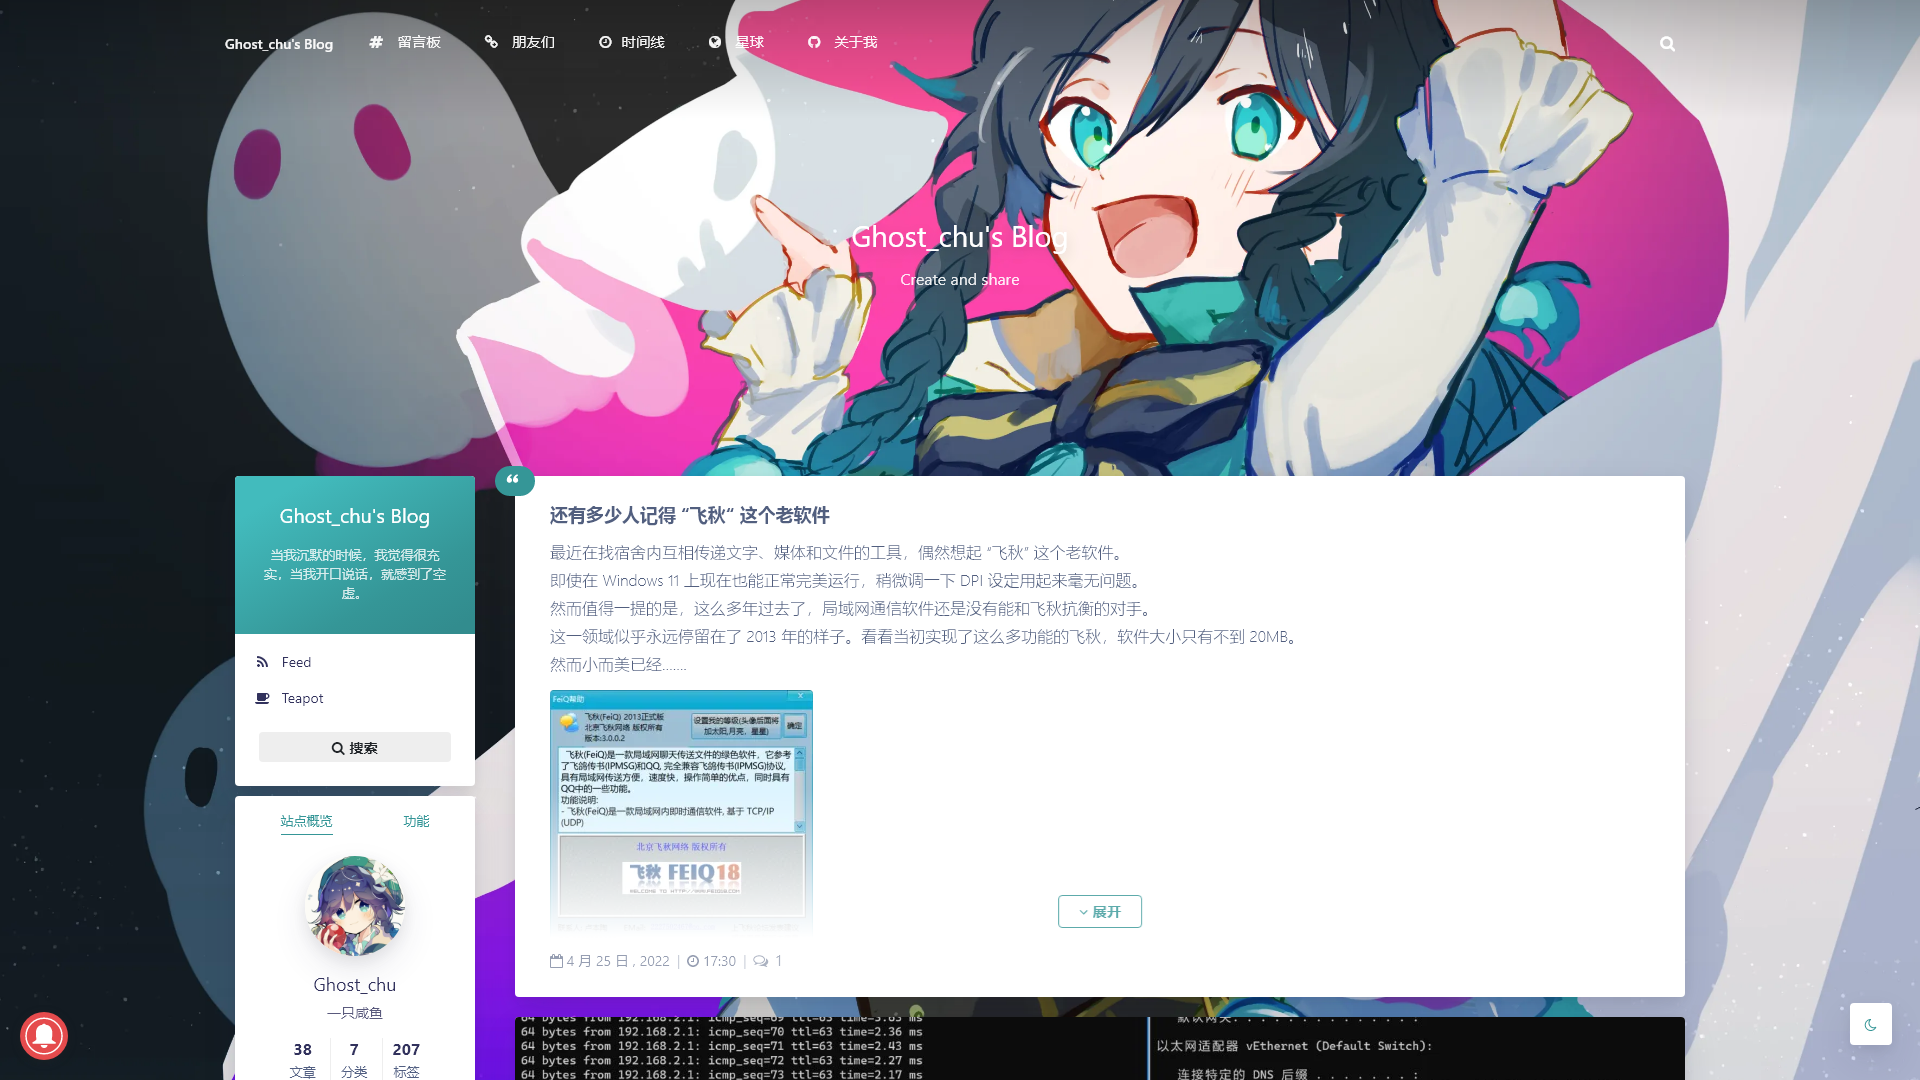 Ghost_chu's Blog
留言板
朋友们
时间线
星球
关于我
Ghost_chu's Blog
Create and share
Ghost_chu's Blog
当我沉默的时候，我觉得很充
实，当我开口说话，就感到了空
虚。
Feed
Teapot
搜索
站点概览
功能
Ghost_chu
一只咸鱼
38
7
207
文章
分类
标签
还有多少人记得 “飞秋“ 这个老软件
最近在找宿舍内互相传递文字、媒体和文件的工具，偶然想起 “飞秋” 这个老软件。
即使在 Windows 11 上现在也能正常完美运行，稍微调一下 DPI 设定用起来毫无问题。
然而值得一提的是，这么多年过去了，局域网通信软件还是没有能和飞秋抗衡的对手。
这一领域似乎永远停留在了 2013 年的样子。看看当初实现了这么多功能的飞秋，软件大小只有不到 20MB。
然而小而美已经.......
FeiQ帮助
飞秋(FeiQ) 2013正式版
北京飞秋网络 版权所有
版本:3.0.0.2
设置我的等级(头像后面将
加太阳,月亮，星星)
确定
飞秋(FeiQ)是一款局域网聊天传送文件的绿色软件，它参考
了飞鸽传书(IPMSG)和QQ, 完全兼容飞鸽传书(IPMSG)协议,
具有局域网传送方便，速度快，操作简单的优点，同时具有
QQ中的一些功能。
功能说明:
- 飞秋(FeiQ)是一款局域网内即时通信软件, 基于 TCP/IP
(UDP)
北京飞秋网络 版权所有
飞秋 FEIQ18
展开
4 月 25 日 , 2022 | 17:30 | 1
64 bytes from 192.168.2.1: icmp_seq=69 ttl=63 time=3.63 ms
64 bytes from 192.168.2.1: icmp_seq=70 ttl=63 time=2.36 ms
64 bytes from 192.168.2.1: icmp_seq=71 ttl=63 time=2.43 ms
64 bytes from 192.168.2.1: icmp_seq=72 ttl=63 time=2.27 ms
64 bytes from 192.168.2.1: icmp_seq=73 ttl=63 time=2.17 ms
默认网关. . . . . . . . . . . . . :
以太网适配器 vEthernet (Default Switch):
连接特定的 DNS 后缀 . . . . . . . :